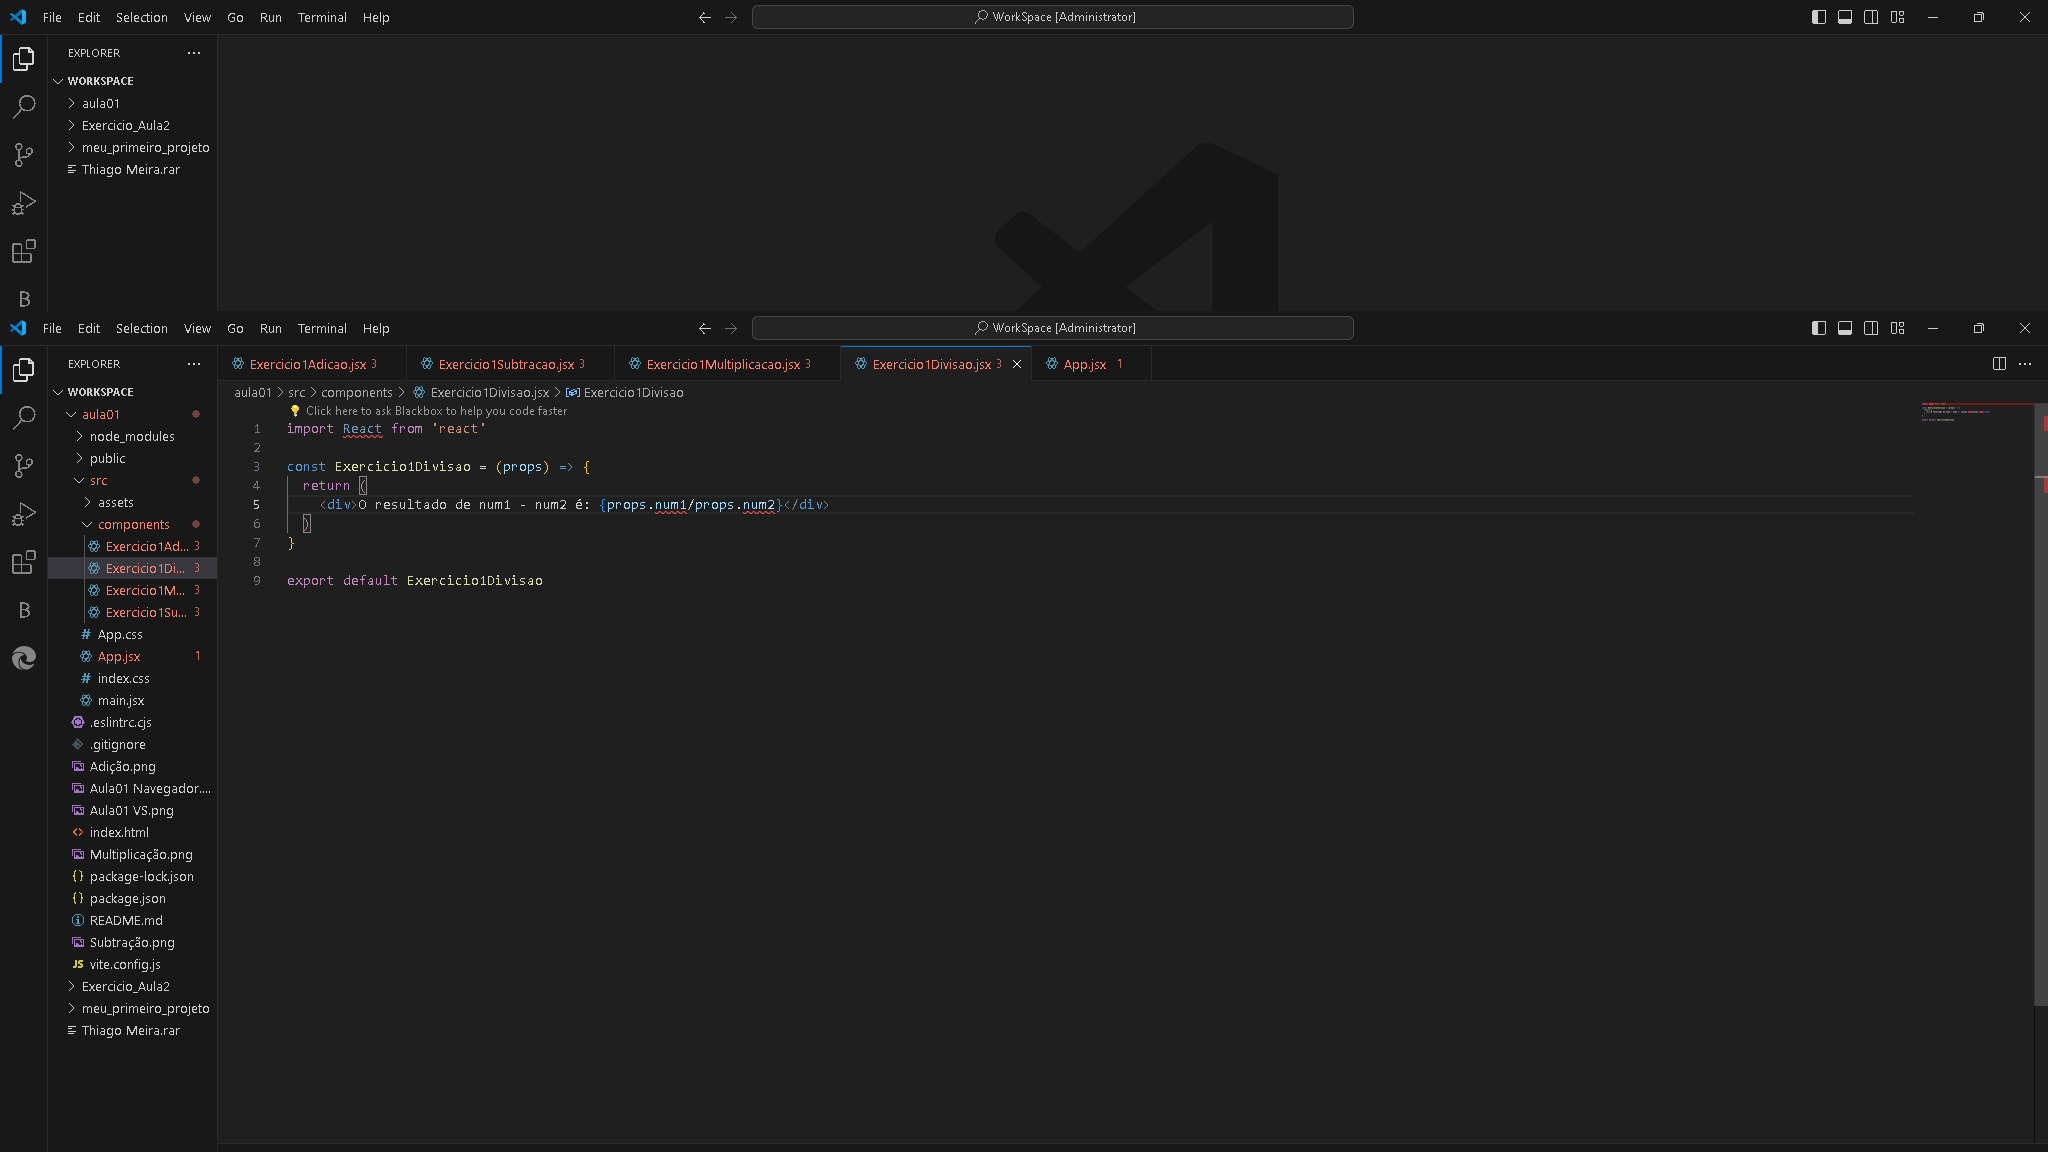 File Edit Selection View Go Run Terminal Help
WorkSpace [Administrator]
EXPLORER
WORKSPACE
aula01
Exercicio_Aula2
meu_primeiro_projeto
Thiago Meira.rar
B
File Edit Selection View Go Run Terminal Help
WorkSpace [Administrator]
EXPLORER
WORKSPACE
aula01
node_modules
public
src
assets
components
Exercicio1Ad... 3
Exercicio1Di... 3
Exercicio1M... 3
Exercicio1Su... 3
App.css
App.jsx 1
index.css
main.jsx
.eslintrc.cjs
.gitignore
Adição.png
Aula01 Navegador....
Aula01 VS.png
index.html
Multiplicação.png
package-lock.json
package.json
README.md
Subtração.png
JS vite.config.js
Exercicio_Aula2
meu_primeiro_projeto
Thiago Meira.rar
B
Exercicio1Adicao.jsx 3 Exercicio1Subtracao.jsx 3 Exercicio1Multiplicacao.jsx 3 Exercicio1Divisao.jsx 3 App.jsx 1
aula01 > src > components > Exercicio1Divisao.jsx > Exercicio1Divisao
Click here to ask Blackbox to help you code faster
1 import React from 'react'
2
3 const Exercicio1Divisao = (props) => {
4 return (
5 <div>O resultado de num1 - num2 é: {props.num1/props.num2}</div>
6 )
7 }
8
9 export default Exercicio1Divisao